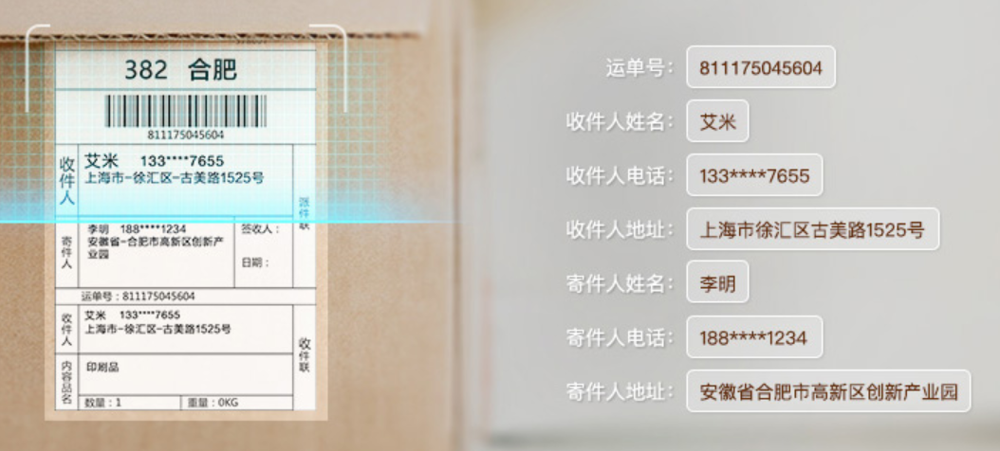 382 合肥
811175045604
收件人
艾米 133****7655
上海市-徐汇区-古美路1525号
派件联
寄件人
李明 188****1234
安徽省-合肥市高新区创新产
业园
签收人：
日期：
运单号：811175045604
收件人
艾米 133****7655
上海市-徐汇区-古美路1525号
收件联
内容品名
印刷品
数量：1 重量：0KG
运单号： 811175045604
收件人姓名： 艾米
收件人电话： 133****7655
收件人地址： 上海市徐汇区古美路1525号
寄件人姓名： 李明
寄件人电话： 188****1234
寄件人地址： 安徽省合肥市高新区创新产业园